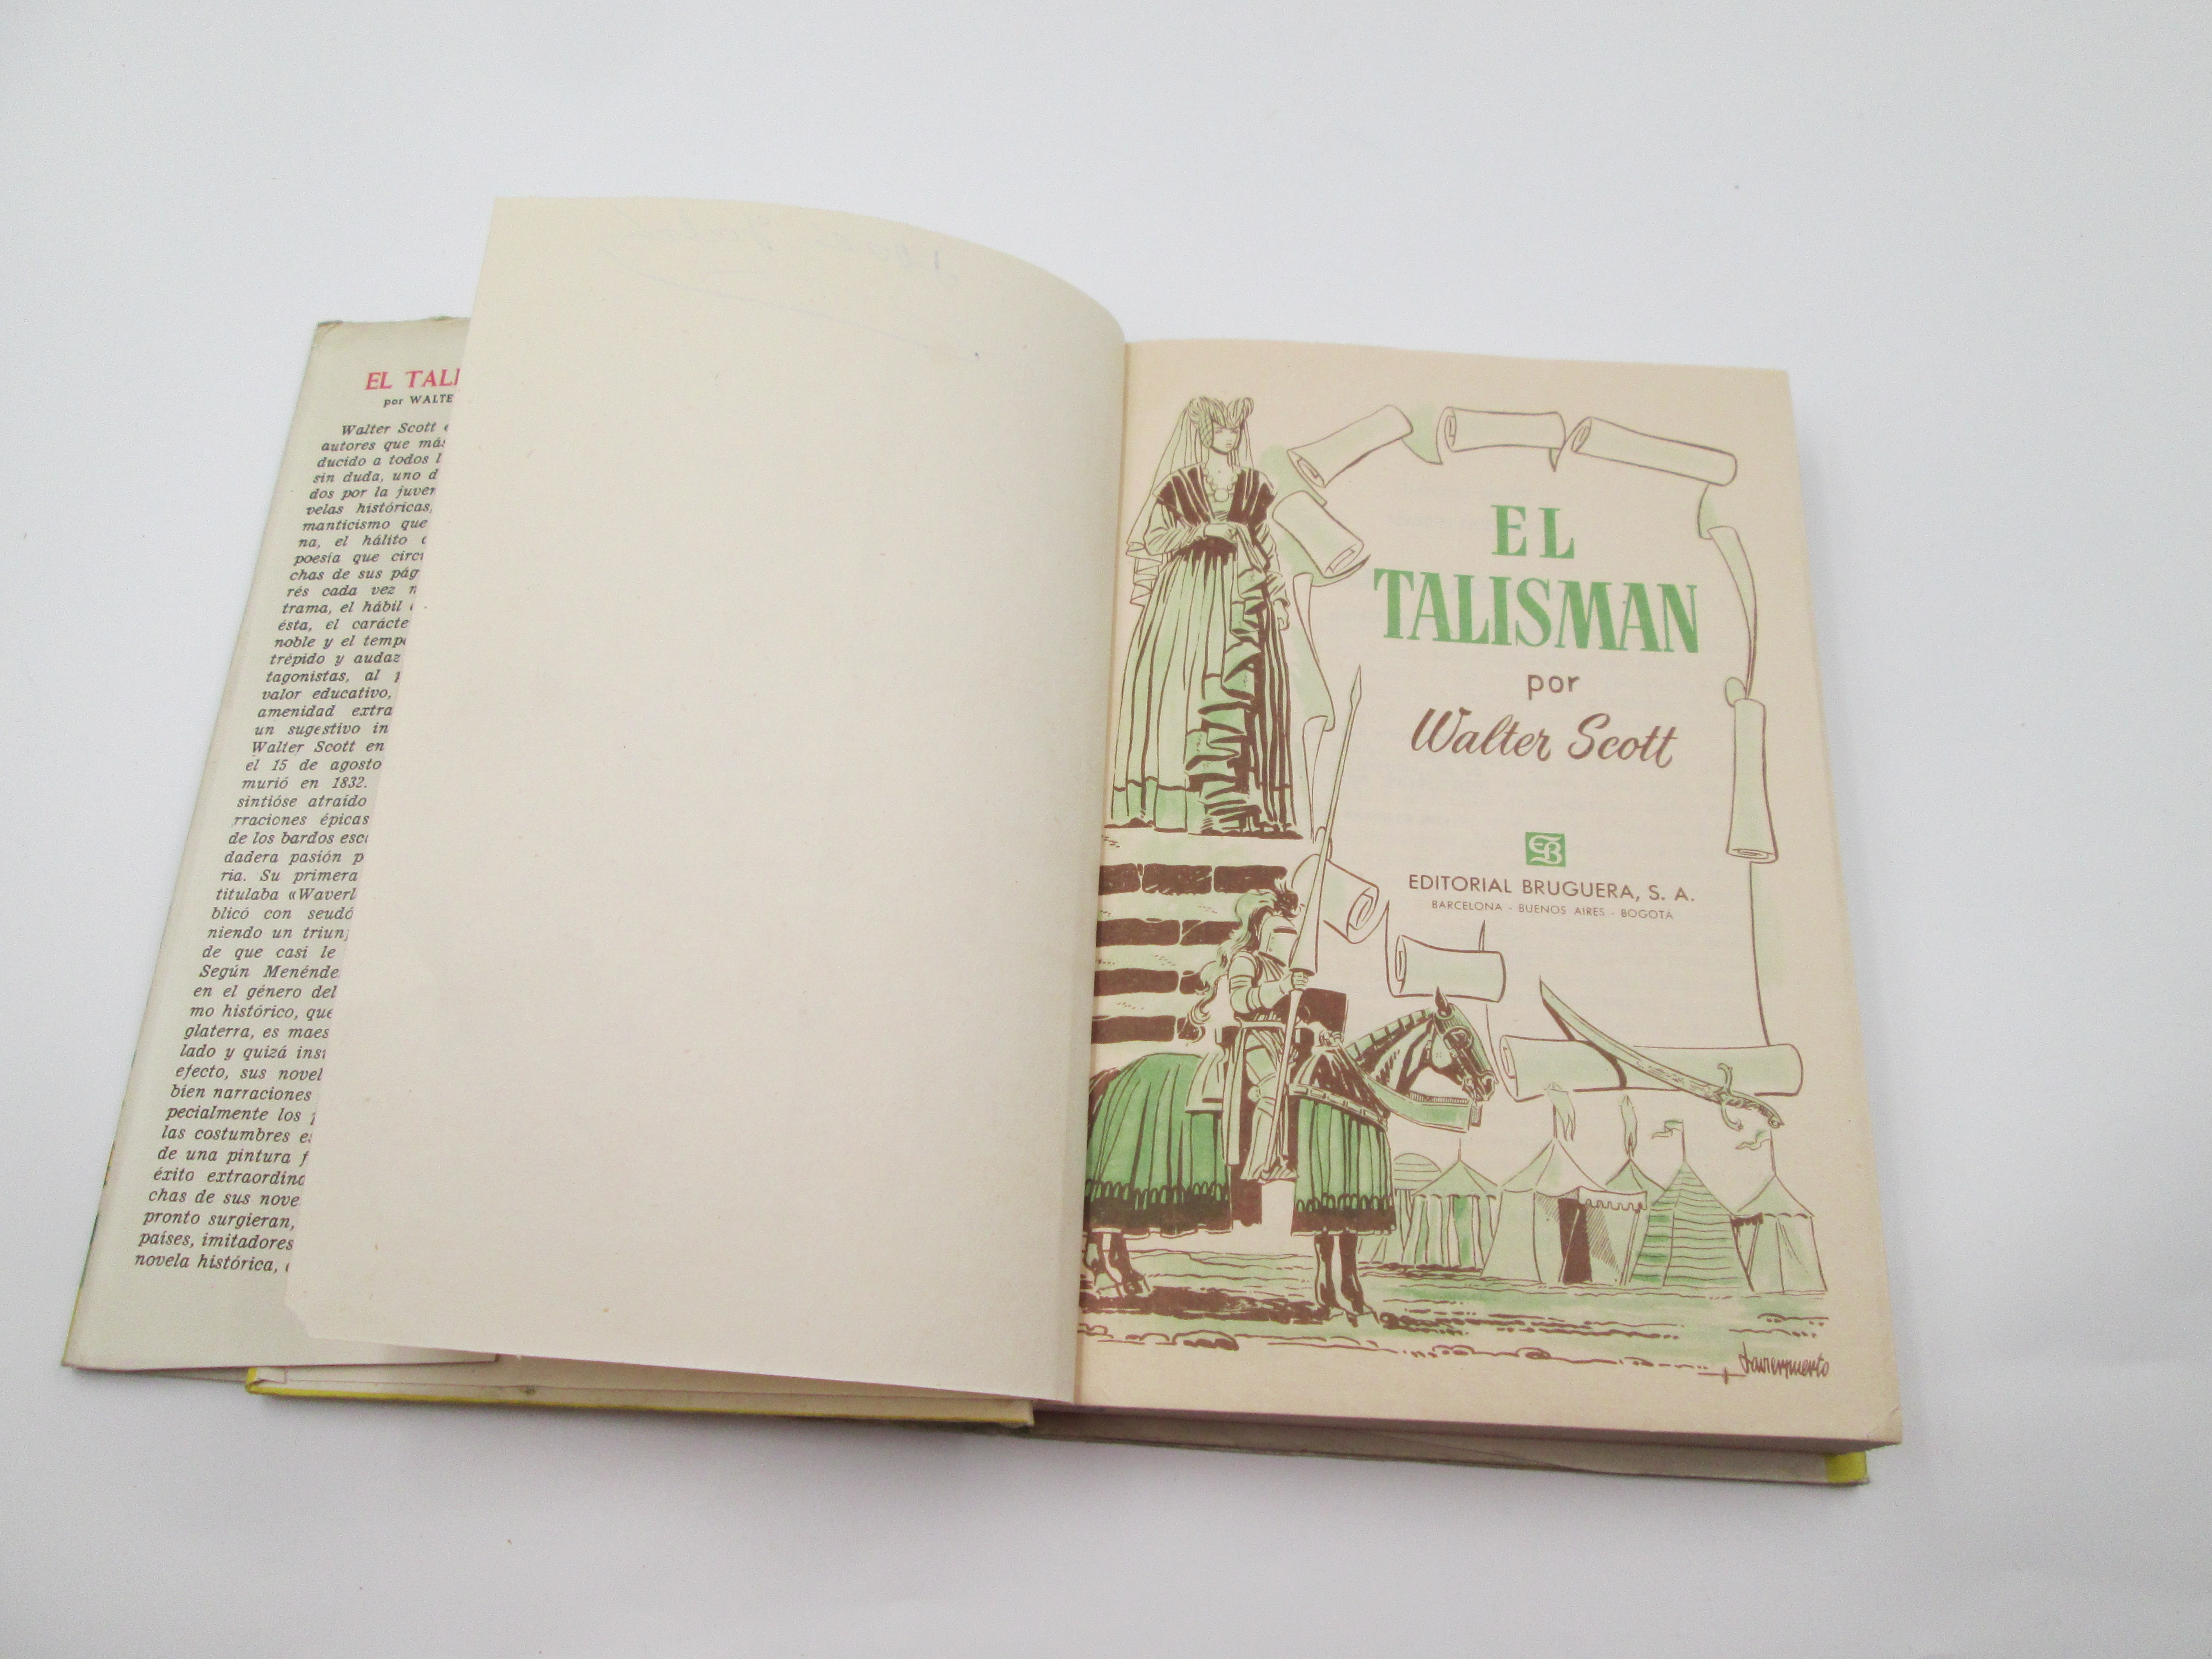 EL TALI
por WALTE
Walter Scott
autores que más
ducido a todos l
sin duda, uno d
dos por la juven
velas históricas,
manticismo que
na, el hálito
poesía que circ
chas de sus pág
rés cada vez
trama, el hábil
ésta, el carácte
noble y el temp
trépido y audaz
tagonistas, al
valor educativo,
amenidad extra
un sugestivo in
Walter Scott en
el 15 de agosto
murió en 1832.
sintióse atraído
rraciones épicas
de los bardos esc
dadera pasión p
ria. Su primera
titulaba «Waverl
blicó con seudó
niendo un triun
de que casi le
Según Menénde
en el género del
mo histórico, que
glaterra, es maes
lado y quizá ins
efecto, sus novel
bien narraciones
pecialmente los
las costumbres e
de una pintura f
éxito extraordina
chas de sus nove
pronto surgieran,
países, imitadores
novela histórica,
EL
TALISMAN
por
Walter Scott
EB
EDITORIAL BRUGUERA, S. A.
BARCELONA - BUENOS AIRES - BOGOTÁ